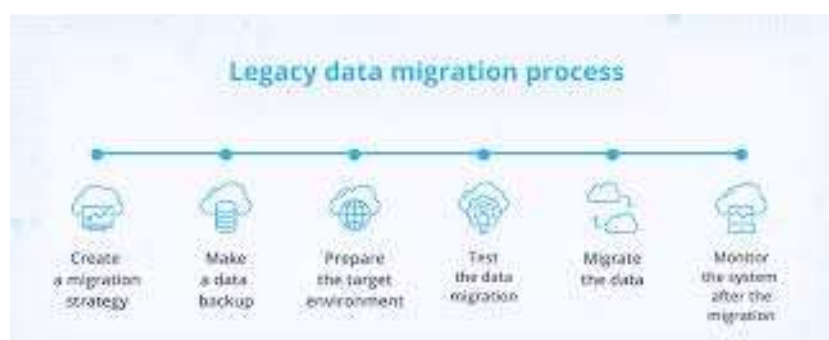 Legacy data migration process
Create
a migration
strategy
Make
a data
backup
Prepare
the target
environment
Test
the data
migration
Migrate
the data
Monitor
the system
after the
migration